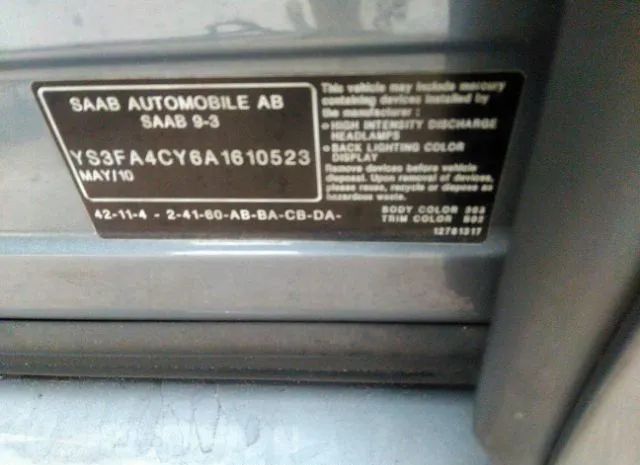 SAAB AUTOMOBILE AB
SAAB 9-3
YS3FA4CY6A1610523
MAY/10
42-11-4 - 2-41-60-AB-BA-CB-DA-
This vehicle may include mercury
containing devices installed by
the manufacturer :
• HIGH INTENSITY DISCHARGE
HEADLAMPS
• BACK LIGHTING COLOR
DISPLAY
Remove devices before vehicle
disposal. Upon removal of devices,
please reuse, recycle or dispose as
hazardous waste.
BODY COLOR
TRIM COLOR
12781317